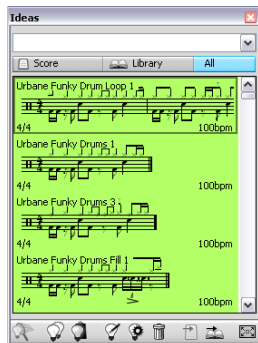 Ideas
Score Library All
Urbane Funky Drum Loop 1
4/4 100bpm
Urbane Funky Drums 1
4/4 100bpm
Urbane Funky Drums 3
4/4 100bpm
Urbane Funky Drums Fill 1
4/4 100bpm